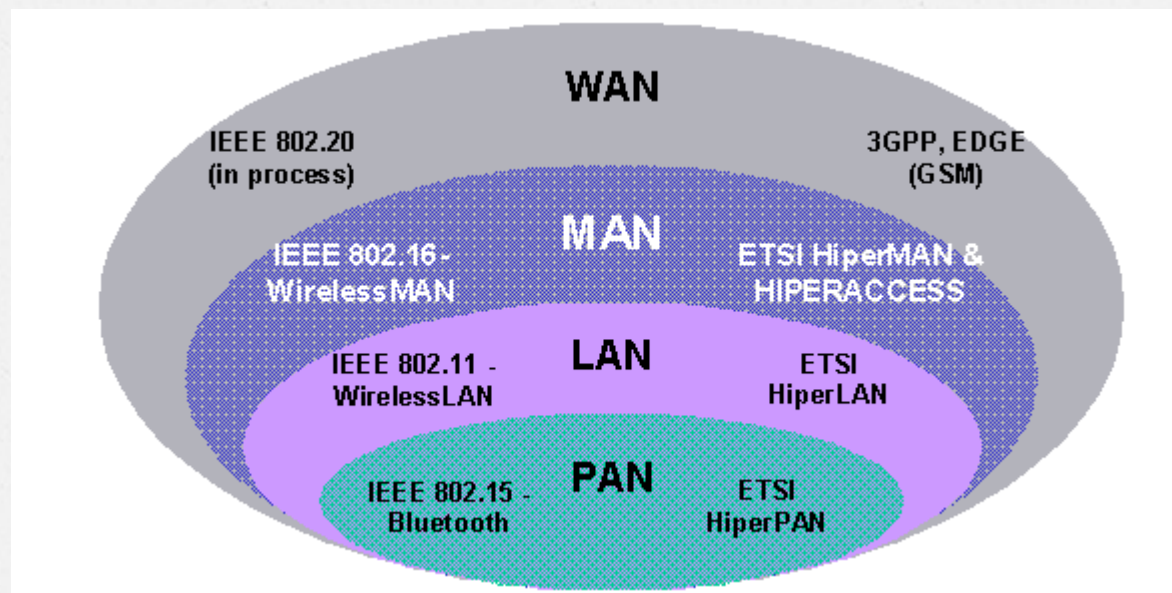 WAN
IEEE 802.20
(in process)
3GPP, EDGE
(GSM)
MAN
IEEE 802.16-
WirelessMAN
ETSI HiperMAN &
HIPERACCESS
LAN
IEEE 802.11 -
WirelessLAN
ETSI
HiperLAN
PAN
IEEE 802.15 -
Bluetooth
ETSI
HiperPAN